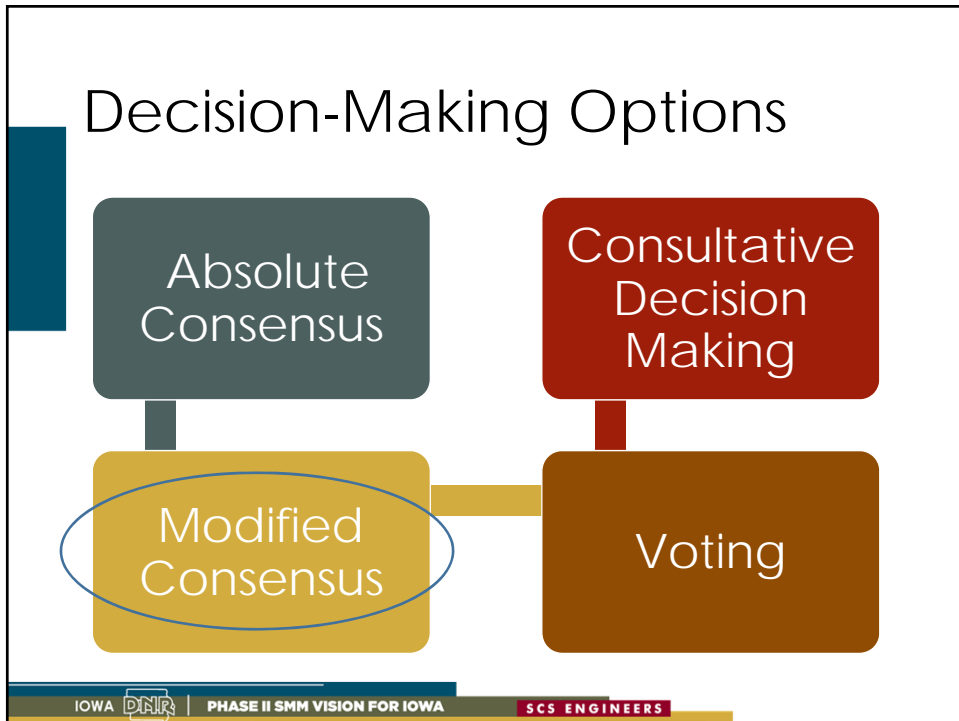 Decision-Making Options
Absolute
Consensus
Modified
Consensus
Voting
Consultative
Decision
Making
IOWA DNR | PHASE II SMM VISION FOR IOWA SCS ENGINEERS